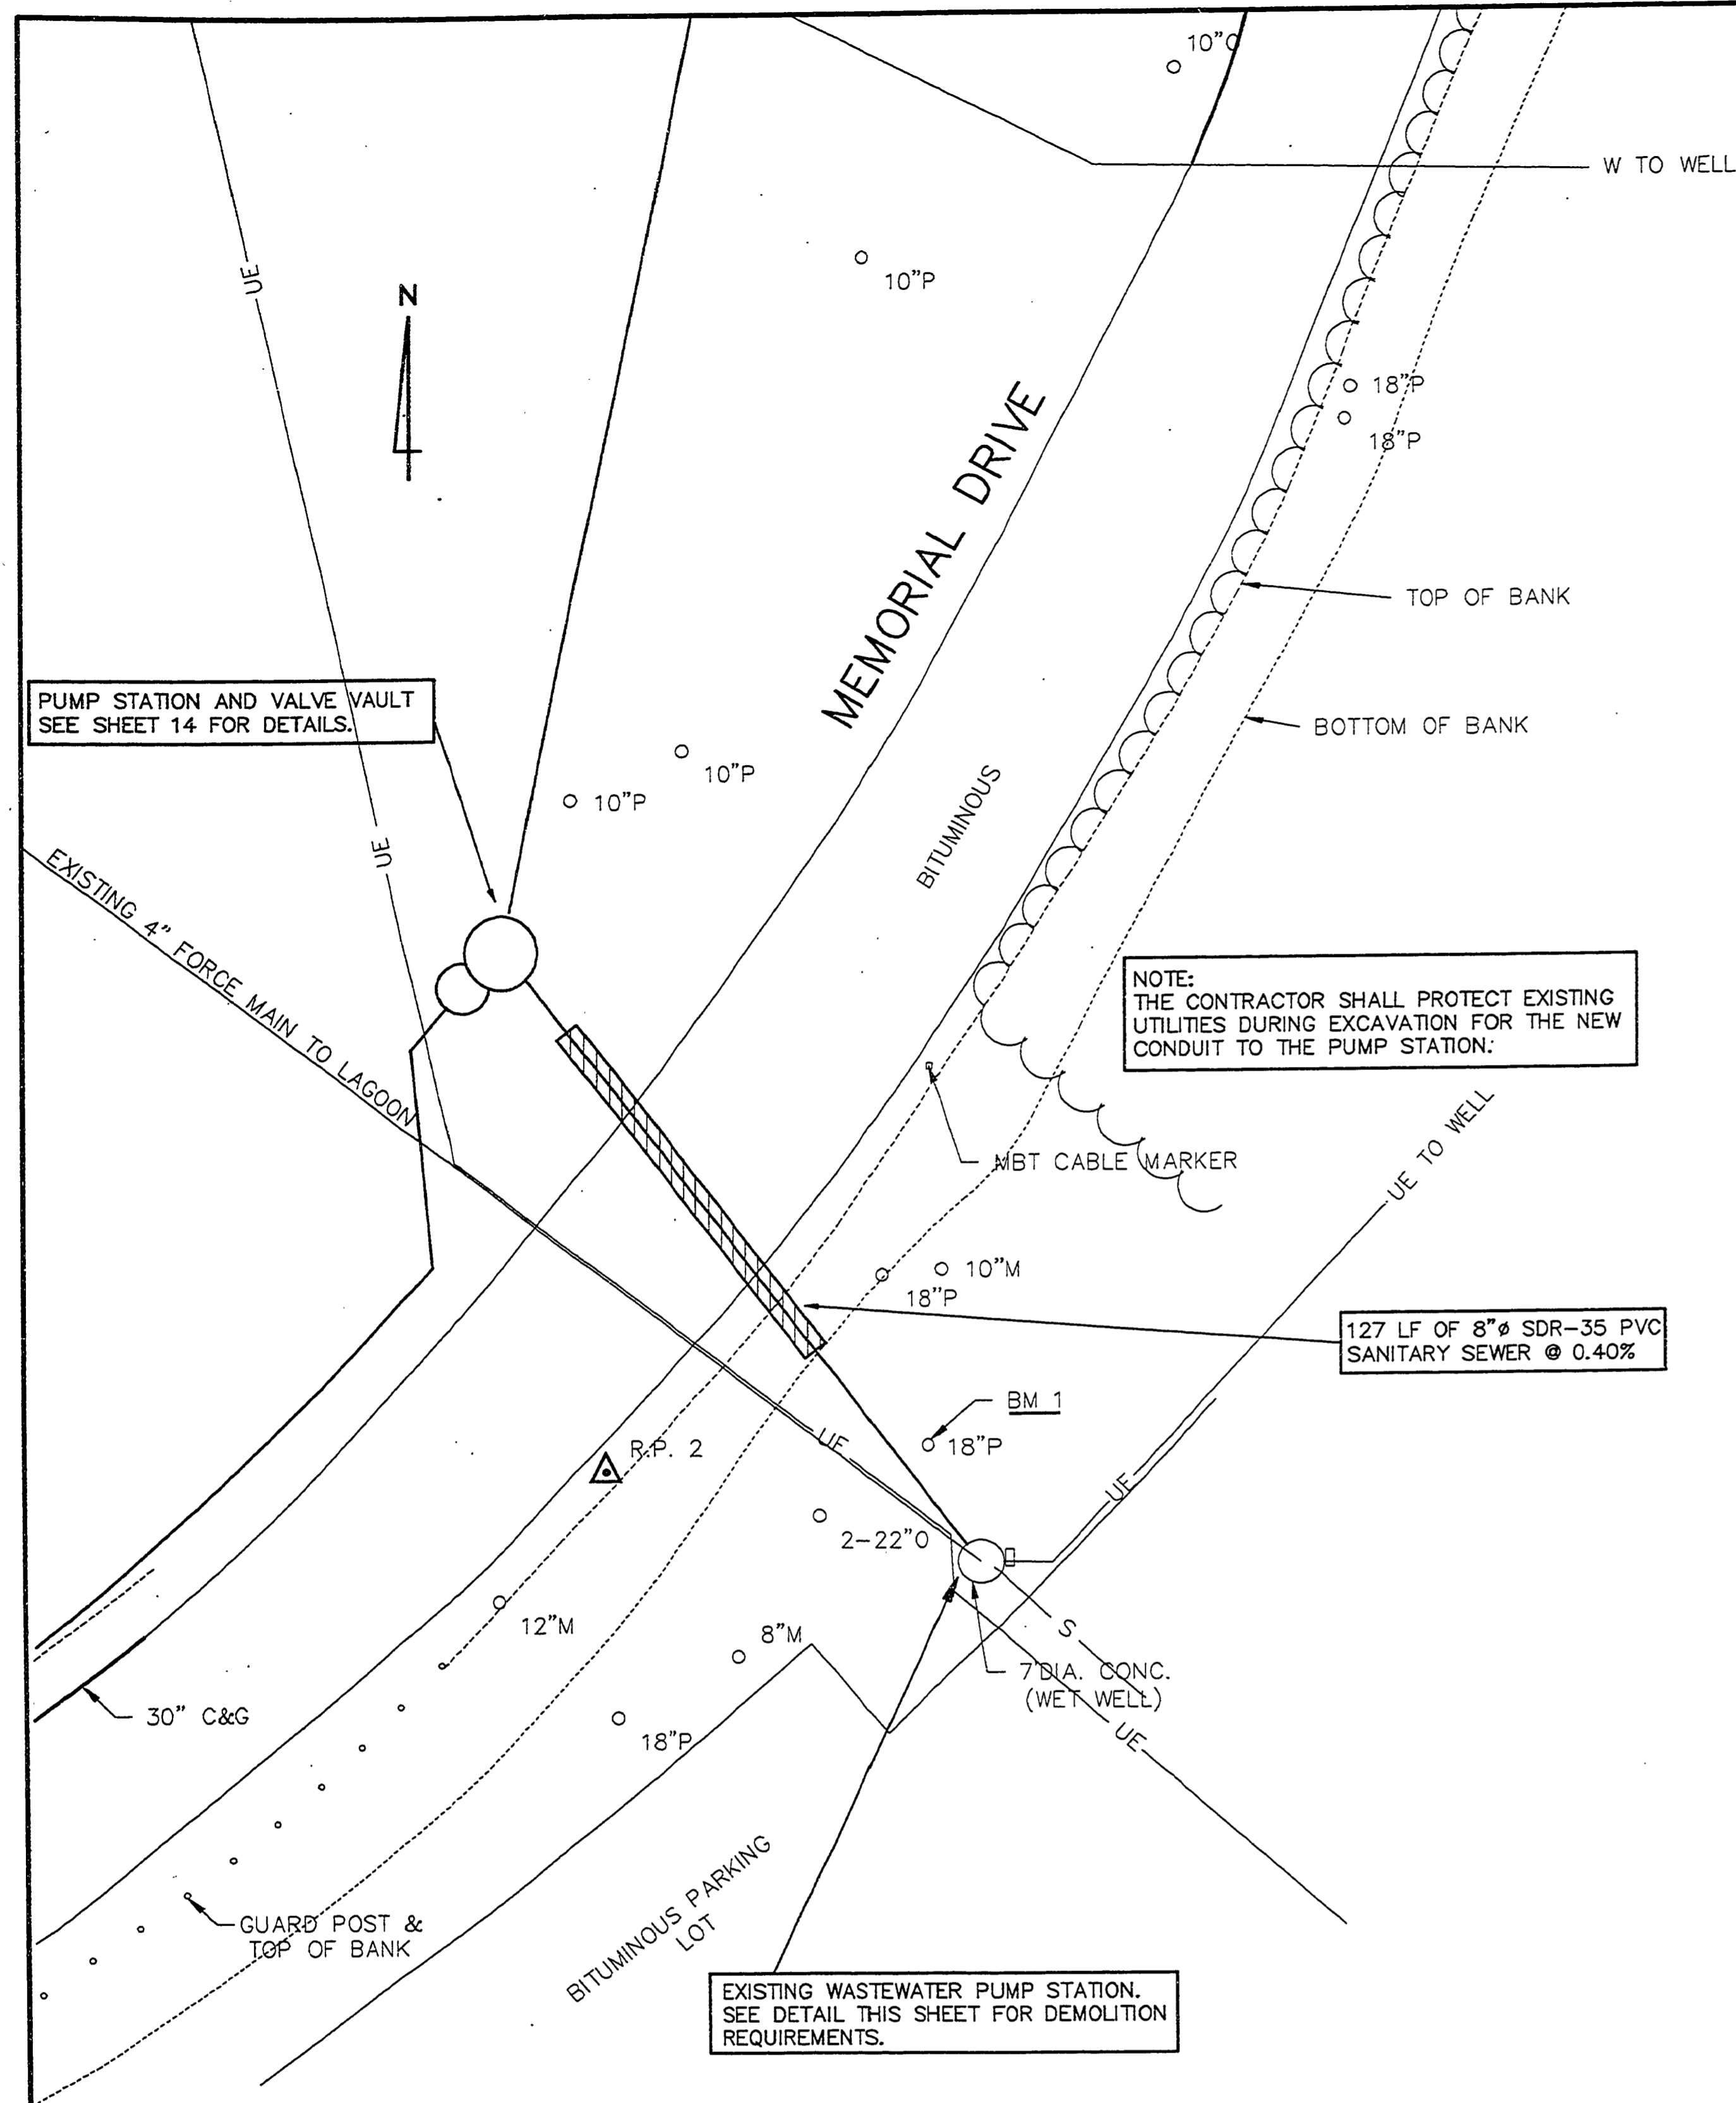 10"O
W TO WELL
UE
10"P
N
18"P
18"P
MEMORIAL DRIVE
TOP OF BANK
PUMP STATION AND VALVE VAULT
SEE SHEET 14 FOR DETAILS.
BOTTOM OF BANK
10"P
10"P
BITUMINOUS
UE
EXISTING 4" FORCE MAIN TO LAGOON
NOTE:
THE CONTRACTOR SHALL PROTECT EXISTING
UTILITIES DURING EXCAVATION FOR THE NEW
CONDUIT TO THE PUMP STATION.
MBT CABLE MARKER
UE TO WELL
10"M
18"P
127 LF OF 8"ø SDR-35 PVC
SANITARY SEWER @ 0.40%
BM 1
18"P
UE
R.P. 2
UE
2-22"O
12"M
8"M
S
7'DIA. CONC.
(WET WELL)
30" C&G
18"P
UE
GUARD POST &
TOP OF BANK
BITUMINOUS PARKING
LOT
EXISTING WASTEWATER PUMP STATION.
SEE DETAIL THIS SHEET FOR DEMOLITION
REQUIREMENTS.